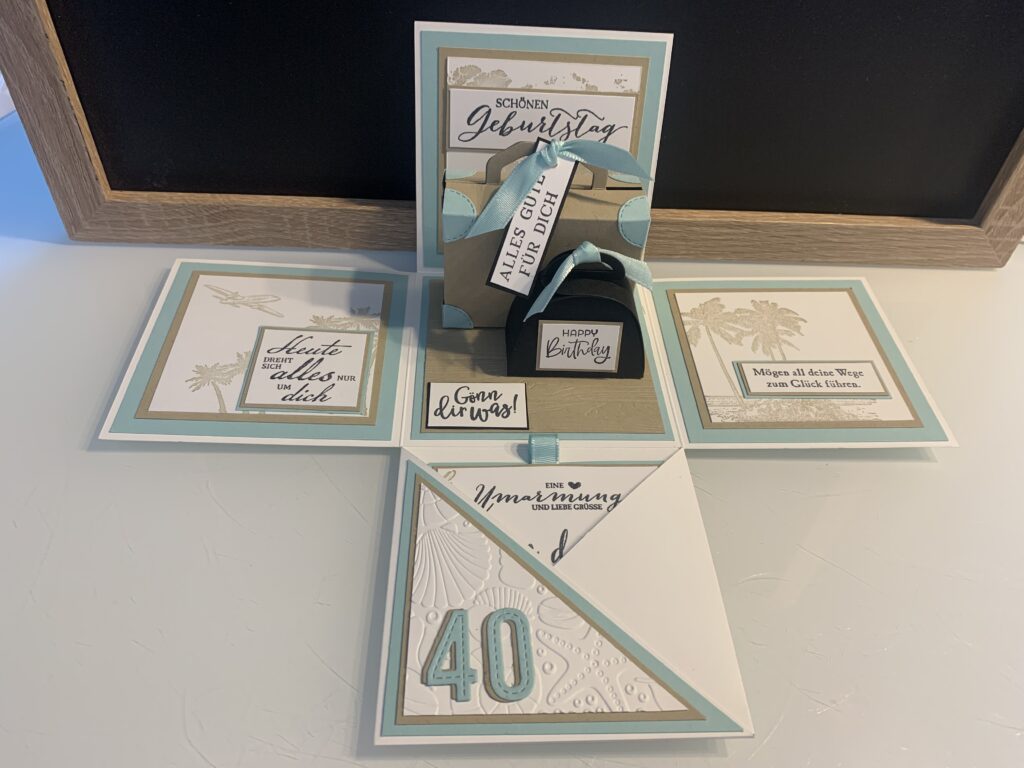 SCHÖNEN
Geburtstag
ALLES GUTE
FÜR DICH
HAPPY
Birthday
Gönn
dir was!
Heute
DREHT
SICH alles NUR
UM
dich
Mögen all deine Wege
zum Glück führen.
EINE
Umarmung
UND LIEBE GRÜSSE
40